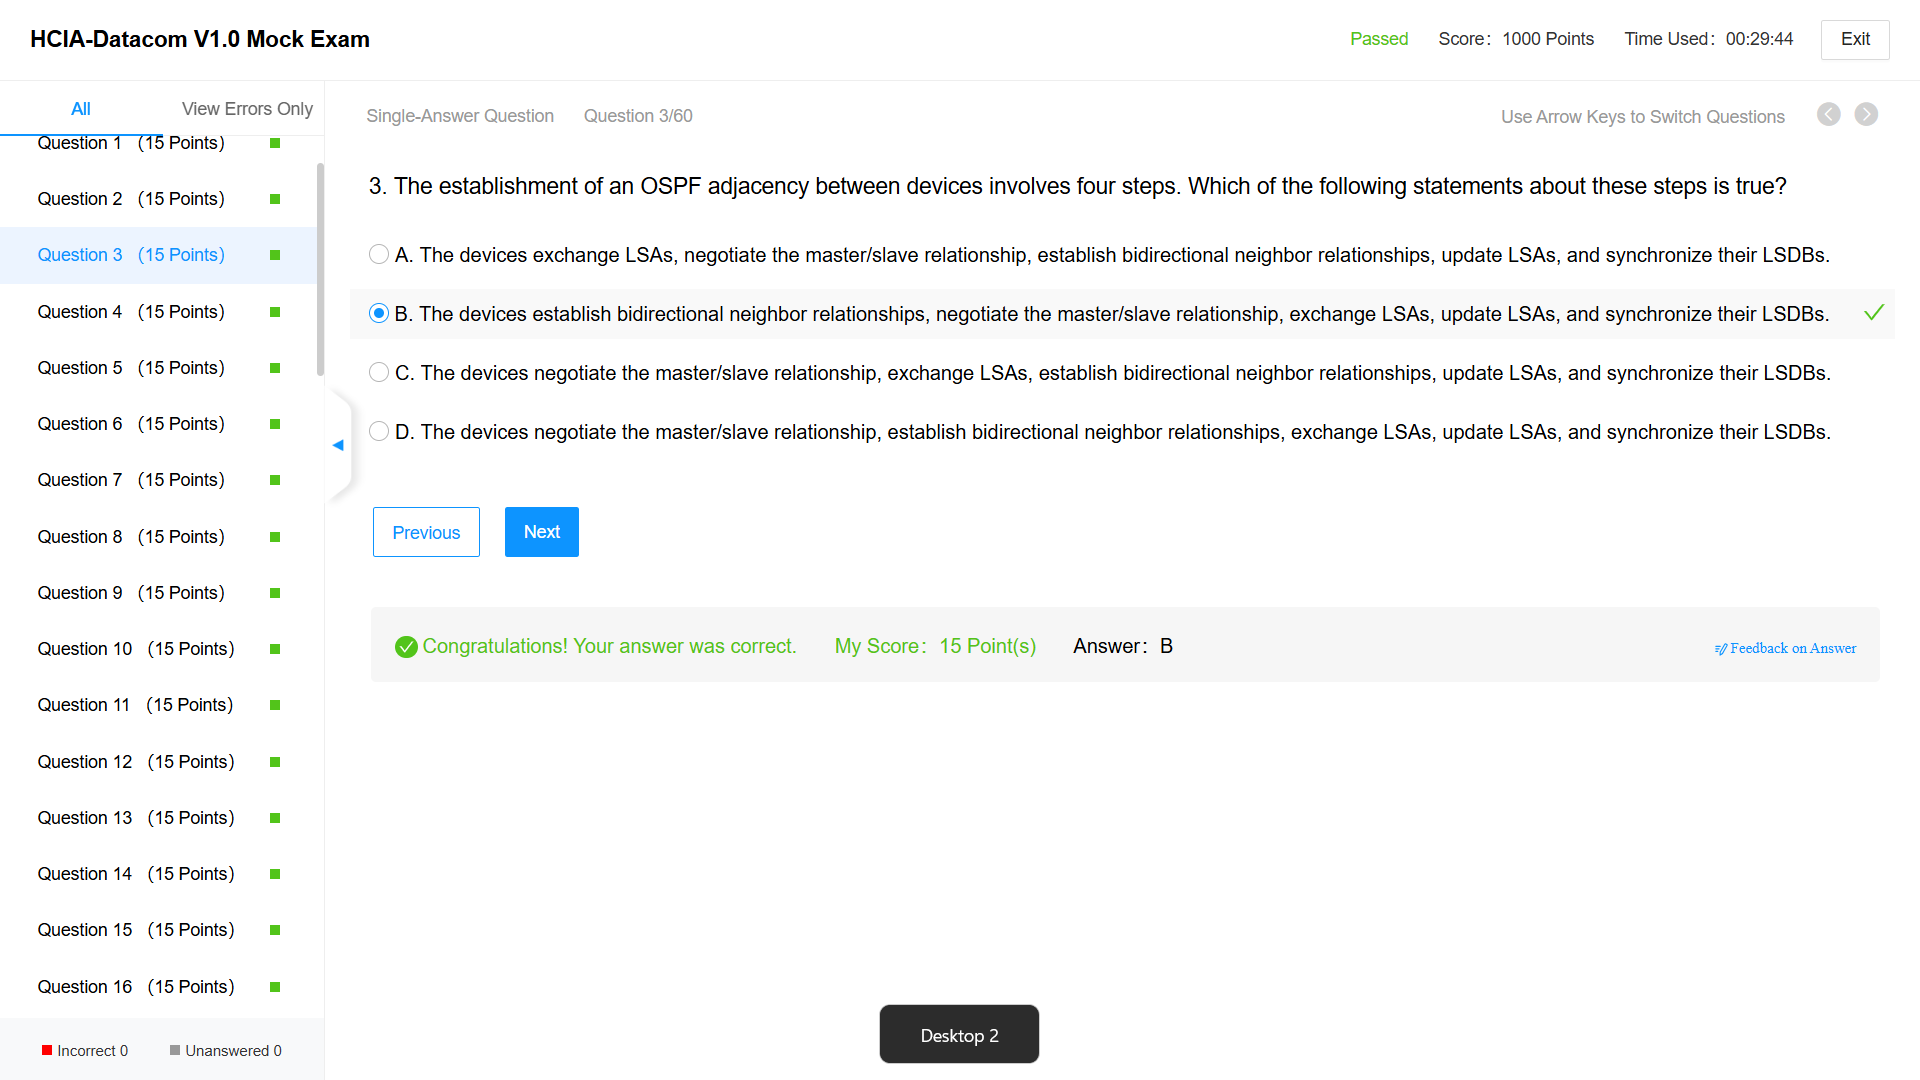 HCIA-Datacom V1.0 Mock Exam
Passed Score: 1000 Points Time Used: 00:29:44 Exit
All View Errors Only
Single-Answer Question Question 3/60 Use Arrow Keys to Switch Questions
Question 1 (15 Points)
Question 2 (15 Points)
Question 3 (15 Points)
Question 4 (15 Points)
Question 5 (15 Points)
Question 6 (15 Points)
Question 7 (15 Points)
Question 8 (15 Points)
Question 9 (15 Points)
Question 10 (15 Points)
Question 11 (15 Points)
Question 12 (15 Points)
Question 13 (15 Points)
Question 14 (15 Points)
Question 15 (15 Points)
Question 16 (15 Points)
Incorrect 0 Unanswered 0
3. The establishment of an OSPF adjacency between devices involves four steps. Which of the following statements about these steps is true?
A. The devices exchange LSAs, negotiate the master/slave relationship, establish bidirectional neighbor relationships, update LSAs, and synchronize their LSDBs.
B. The devices establish bidirectional neighbor relationships, negotiate the master/slave relationship, exchange LSAs, update LSAs, and synchronize their LSDBs.
C. The devices negotiate the master/slave relationship, exchange LSAs, establish bidirectional neighbor relationships, update LSAs, and synchronize their LSDBs.
D. The devices negotiate the master/slave relationship, establish bidirectional neighbor relationships, exchange LSAs, update LSAs, and synchronize their LSDBs.
Previous Next
Congratulations! Your answer was correct. My Score: 15 Point(s) Answer: B Feedback on Answer
Desktop 2